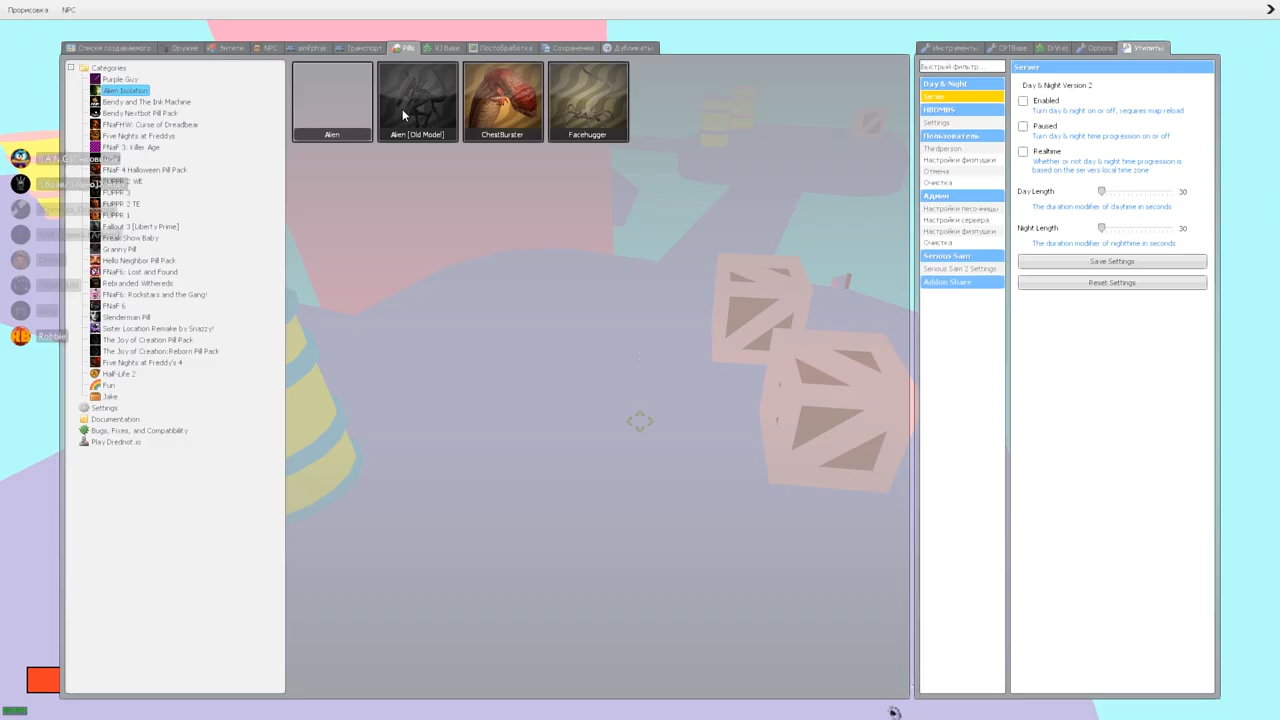 Прорисовка NPC
Списки создаваемого Оружие Энтити NPC aimfptus Транспорт Pills VJ Base Постобработка Сохранения Дубликаты
Инструменты CPTBase DrVrej Options Утилиты
Categories
Purple Guy
Alien Isolation
Bendy and The Ink Machine
Bendy Nextbot Pill Pack
FNaFHW: Curse of Dreadbear
Five Nights at Freddys
FNAF 3: Killer Age
FNAF 4 Halloween Pill Pack
FUPPR 2 WE
FUPPR 3
FUPPR 2 TE
FUPPR 1
Fallout 3 [Liberty Prime]
Freak Show Baby
Granny Pill
Hello Neighbor Pill Pack
FNaF6: Lost and Found
Rebranded Withereds
FNaF6: Rockstars and the Gang!
FNAF 6
Slenderman Pill
Sister Location Remake by Snazzy!
The Joy of Creation Pill Pack
The Joy of Creation:Reborn Pill Pack
Five Nights at Freddy's 4
Half-Life 2
Fun
Jake
Settings
Documentation
Bugs, Fixes, and Compatibility
Play Drednot.io
Robbie
Alien
Alien [Old Model]
ChestBurster
Facehugger
Быстрый фильтр...
Day & Night
Server
HBOMBS
Settings
Пользователь
Thirdperson
Настройки физпушки
Отмена
Очистка
Админ
Настройки песочницы
Настройки сервера
Настройки физпушки
Очистка
Serious Sam
Serious Sam 2 Settings
Addon Share
Server
Day & Night Version 2
Enabled
Turn day & night on or off, requires map reload
Paused
Turn day & night time progression on or off
Realtime
Whether or not day & night time progression is
based on the servers local time zone
Day Length 30
The duration modifier of daytime in seconds
Night Length 30
The duration modifier of nighttime in seconds
Save Settings
Reset Settings